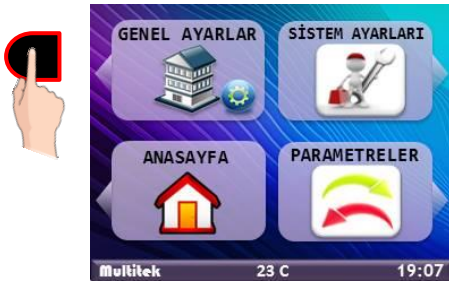 GENEL AYARLAR
SİSTEM AYARLARI
ANASAYFA
PARAMETRELER
Multitek 23 C 19:07